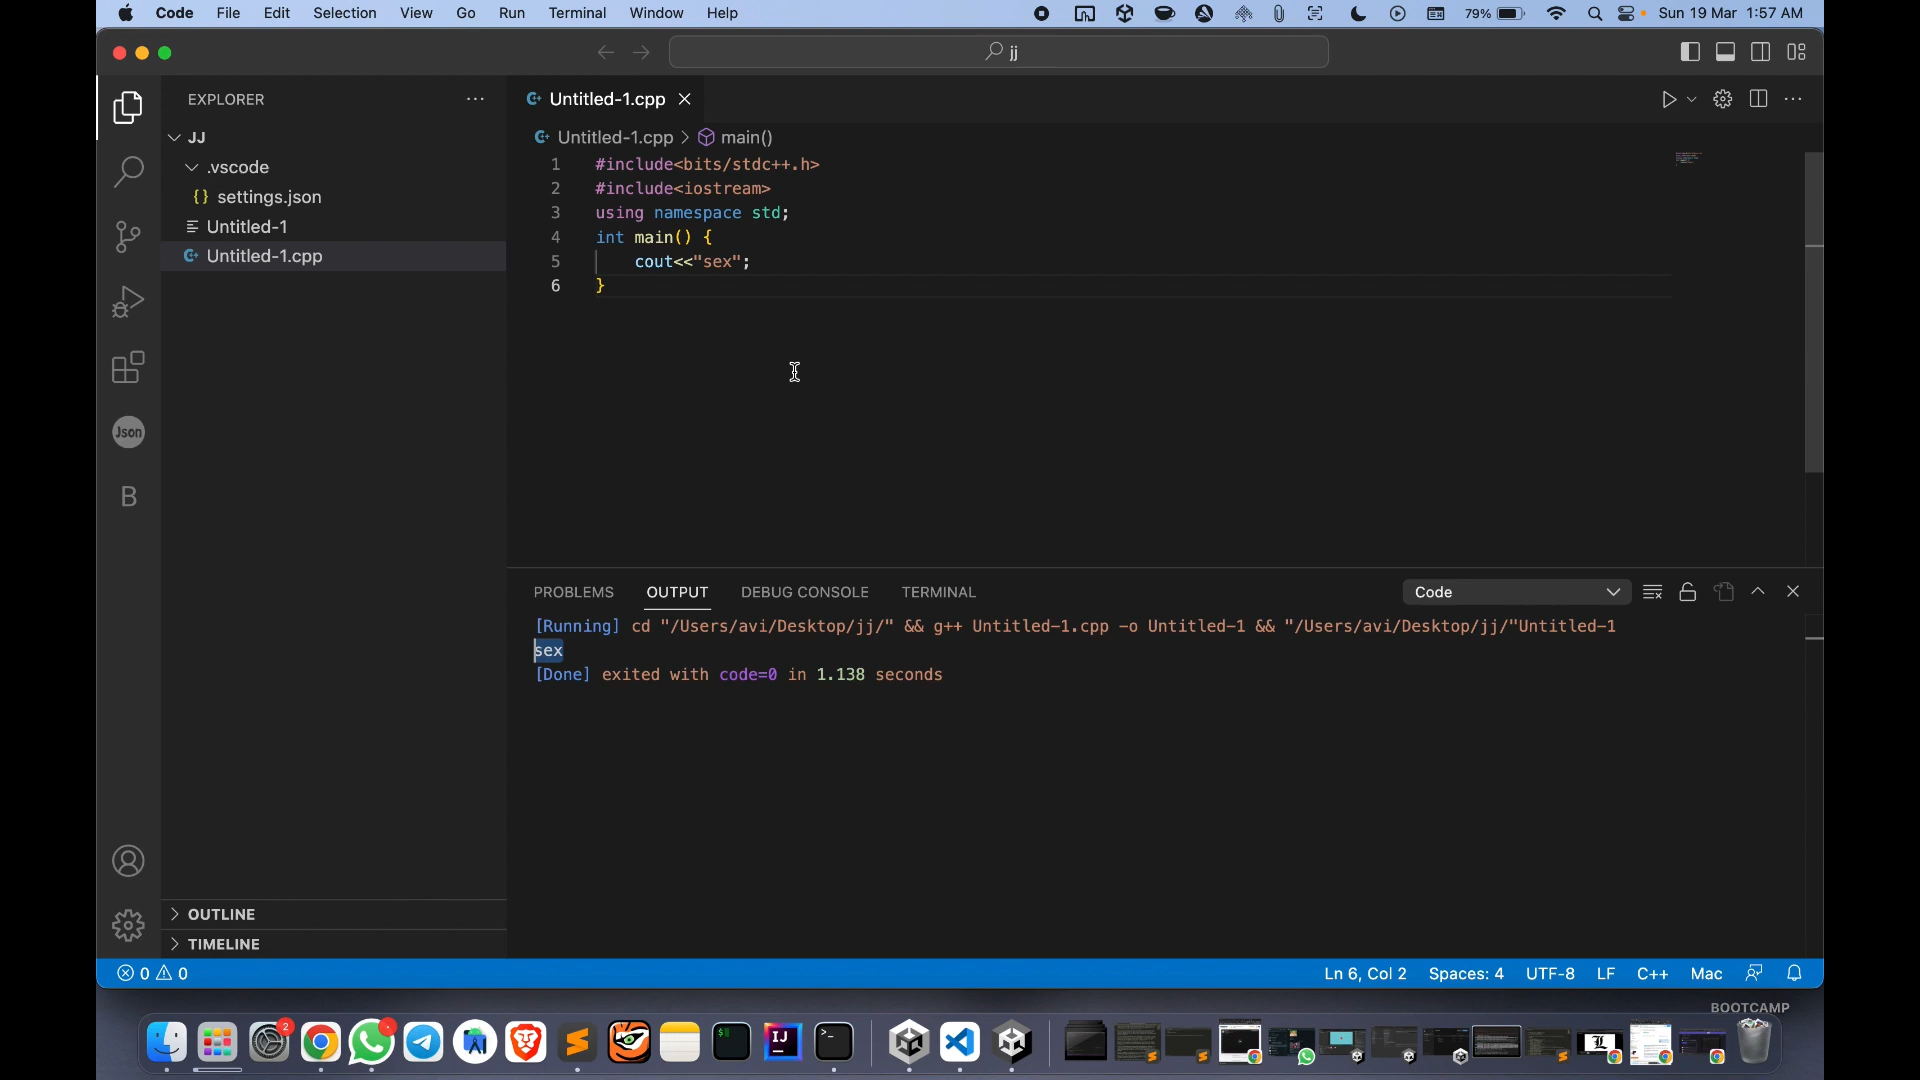 Code File Edit Selection View Go Run Terminal Window Help 79% Sun 19 Mar 1:57 AM
jj
EXPLORER
JJ
.vscode
{} settings.json
Untitled-1
Untitled-1.cpp
Untitled-1.cpp
Untitled-1.cpp > main()
1 #include<bits/stdc++.h>
2 #include<iostream>
3 using namespace std;
4 int main() {
5 cout<<"sex";
6 }
Json
B
PROBLEMS OUTPUT DEBUG CONSOLE TERMINAL Code
[Running] cd "/Users/avi/Desktop/jj/" && g++ Untitled-1.cpp -o Untitled-1 && "/Users/avi/Desktop/jj/"Untitled-1
sex
[Done] exited with code=0 in 1.138 seconds
OUTLINE
TIMELINE
0 0 Ln 6, Col 2 Spaces: 4 UTF-8 LF C++ Mac
BOOTCAMP
2
IJ
L